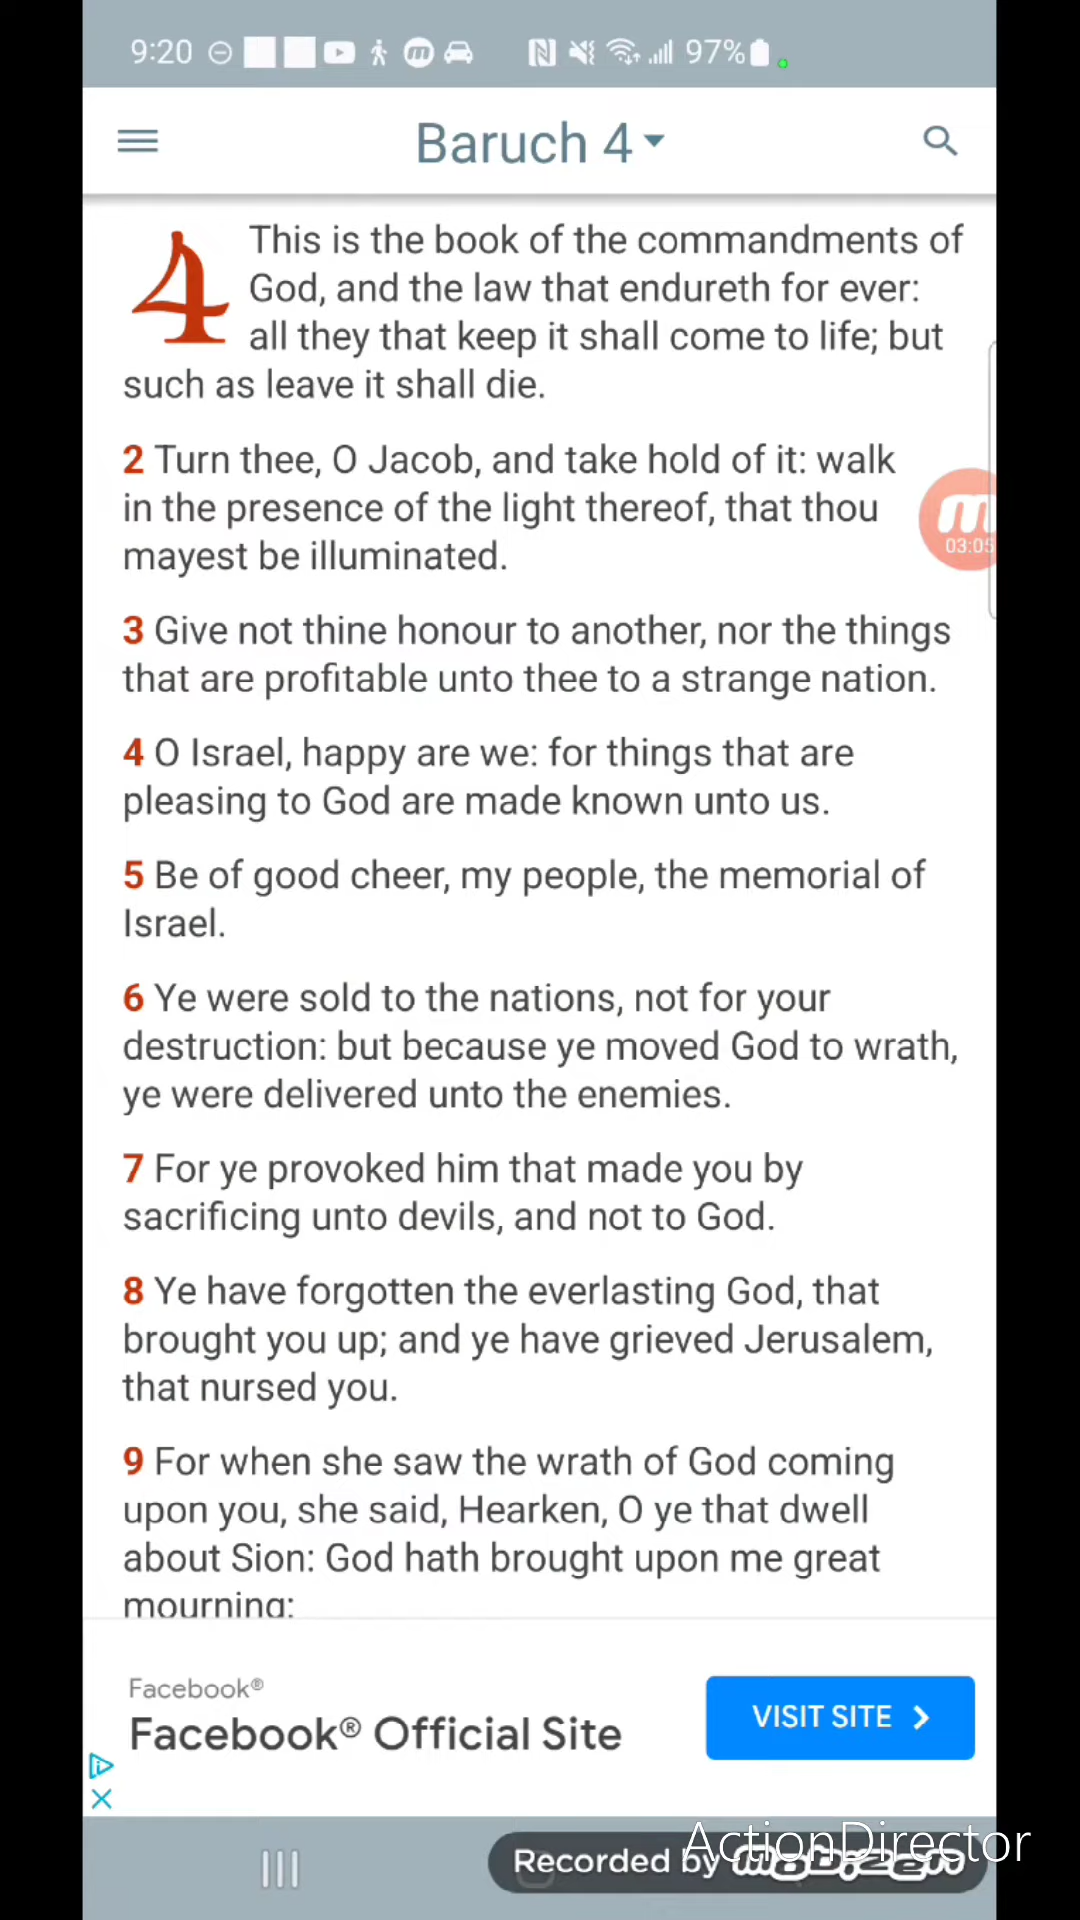 9:20 97%
Baruch 4
4 This is the book of the commandments of
God, and the law that endureth for ever:
all they that keep it shall come to life; but
such as leave it shall die.
2 Turn thee, O Jacob, and take hold of it: walk
in the presence of the light thereof, that thou
mayest be illuminated.
m
03:05
3 Give not thine honour to another, nor the things
that are profitable unto thee to a strange nation.
4 O Israel, happy are we: for things that are
pleasing to God are made known unto us.
5 Be of good cheer, my people, the memorial of
Israel.
6 Ye were sold to the nations, not for your
destruction: but because ye moved God to wrath,
ye were delivered unto the enemies.
7 For ye provoked him that made you by
sacrificing unto devils, and not to God.
8 Ye have forgotten the everlasting God, that
brought you up; and ye have grieved Jerusalem,
that nursed you.
9 For when she saw the wrath of God coming
upon you, she said, Hearken, O ye that dwell
about Sion: God hath brought upon me great
mourning:
Facebook®
Facebook® Official Site
VISIT SITE
ActionDirector
Recorded by mobizen